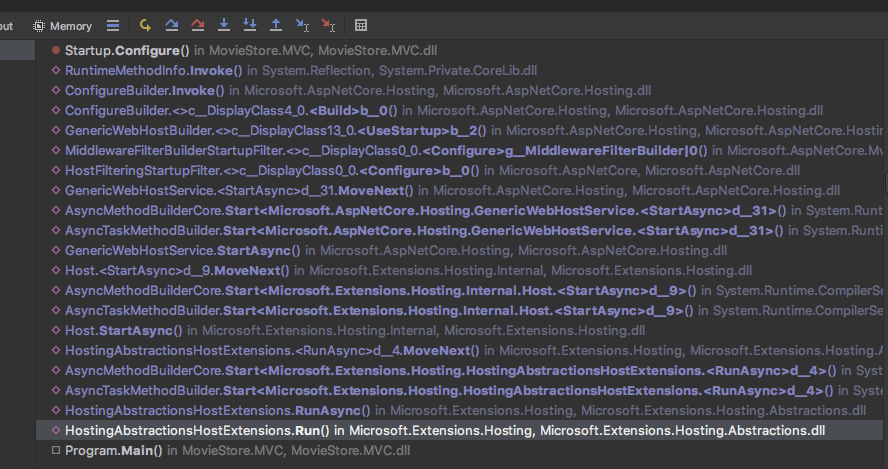 out Memory
Startup.Configure() in MovieStore.MVC, MovieStore.MVC.dll
RuntimeMethodInfo.Invoke() in System.Reflection, System.Private.CoreLib.dll
ConfigureBuilder.Invoke() in Microsoft.AspNetCore.Hosting, Microsoft.AspNetCore.Hosting.dll
ConfigureBuilder.<>c__DisplayClass4_0.<Build>b__0() in Microsoft.AspNetCore.Hosting, Microsoft.AspNetCore.Hosting.dll
GenericWebHostBuilder.<>c__DisplayClass13_0.<UseStartup>b__2() in Microsoft.AspNetCore.Hosting, Microsoft.AspNetCore.Hostin
MiddlewareFilterBuilderStartupFilter.<>c__DisplayClass0_0.<Configure>g__MiddlewareFilterBuilder|0() in Microsoft.AspNetCore.Mv
HostFilteringStartupFilter.<>c__DisplayClass0_0.<Configure>b__0() in Microsoft.AspNetCore, Microsoft.AspNetCore.dll
GenericWebHostService.<StartAsync>d__31.MoveNext() in Microsoft.AspNetCore.Hosting, Microsoft.AspNetCore.Hosting.dll
AsyncMethodBuilderCore.Start<Microsoft.AspNetCore.Hosting.GenericWebHostService.<StartAsync>d__31>() in System.Runt
AsyncTaskMethodBuilder.Start<Microsoft.AspNetCore.Hosting.GenericWebHostService.<StartAsync>d__31>() in System.Runt
GenericWebHostService.StartAsync() in Microsoft.AspNetCore.Hosting, Microsoft.AspNetCore.Hosting.dll
Host.<StartAsync>d__9.MoveNext() in Microsoft.Extensions.Hosting.Internal, Microsoft.Extensions.Hosting.dll
AsyncMethodBuilderCore.Start<Microsoft.Extensions.Hosting.Internal.Host.<StartAsync>d__9>() in System.Runtime.CompilerSe
AsyncTaskMethodBuilder.Start<Microsoft.Extensions.Hosting.Internal.Host.<StartAsync>d__9>() in System.Runtime.CompilerSe
Host.StartAsync() in Microsoft.Extensions.Hosting.Internal, Microsoft.Extensions.Hosting.dll
HostingAbstractionsHostExtensions.<RunAsync>d__4.MoveNext() in Microsoft.Extensions.Hosting, Microsoft.Extensions.Hosting.A
AsyncMethodBuilderCore.Start<Microsoft.Extensions.Hosting.HostingAbstractionsHostExtensions.<RunAsync>d__4>() in Syst
AsyncTaskMethodBuilder.Start<Microsoft.Extensions.Hosting.HostingAbstractionsHostExtensions.<RunAsync>d__4>() in Syst
HostingAbstractionsHostExtensions.RunAsync() in Microsoft.Extensions.Hosting, Microsoft.Extensions.Hosting.Abstractions.dll
HostingAbstractionsHostExtensions.Run() in Microsoft.Extensions.Hosting, Microsoft.Extensions.Hosting.Abstractions.dll
Program.Main() in MovieStore.MVC, MovieStore.MVC.dll